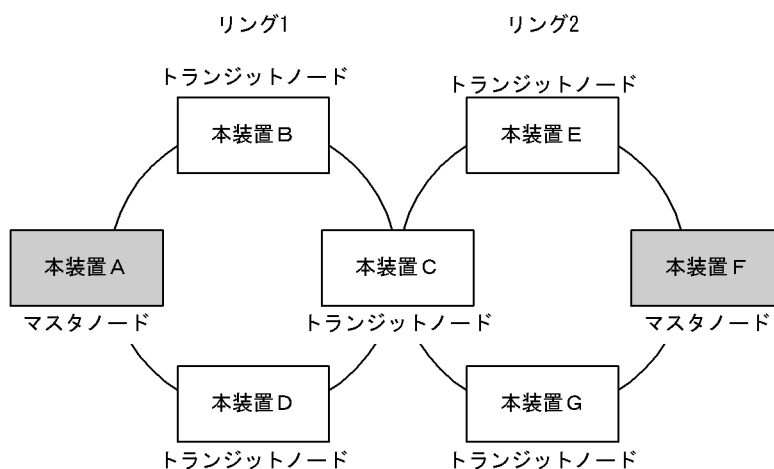 リング1
リング2
トランジットノード
トランジットノード
本装置B
本装置E
本装置A
本装置C
本装置F
マスタノード
トランジットノード
マスタノード
本装置D
本装置G
トランジットノード
トランジットノード